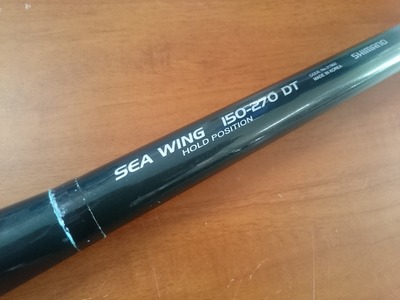 SEA WING 150-270 DT
HOLD POSITION
MADE IN KOREA
SHIMANO